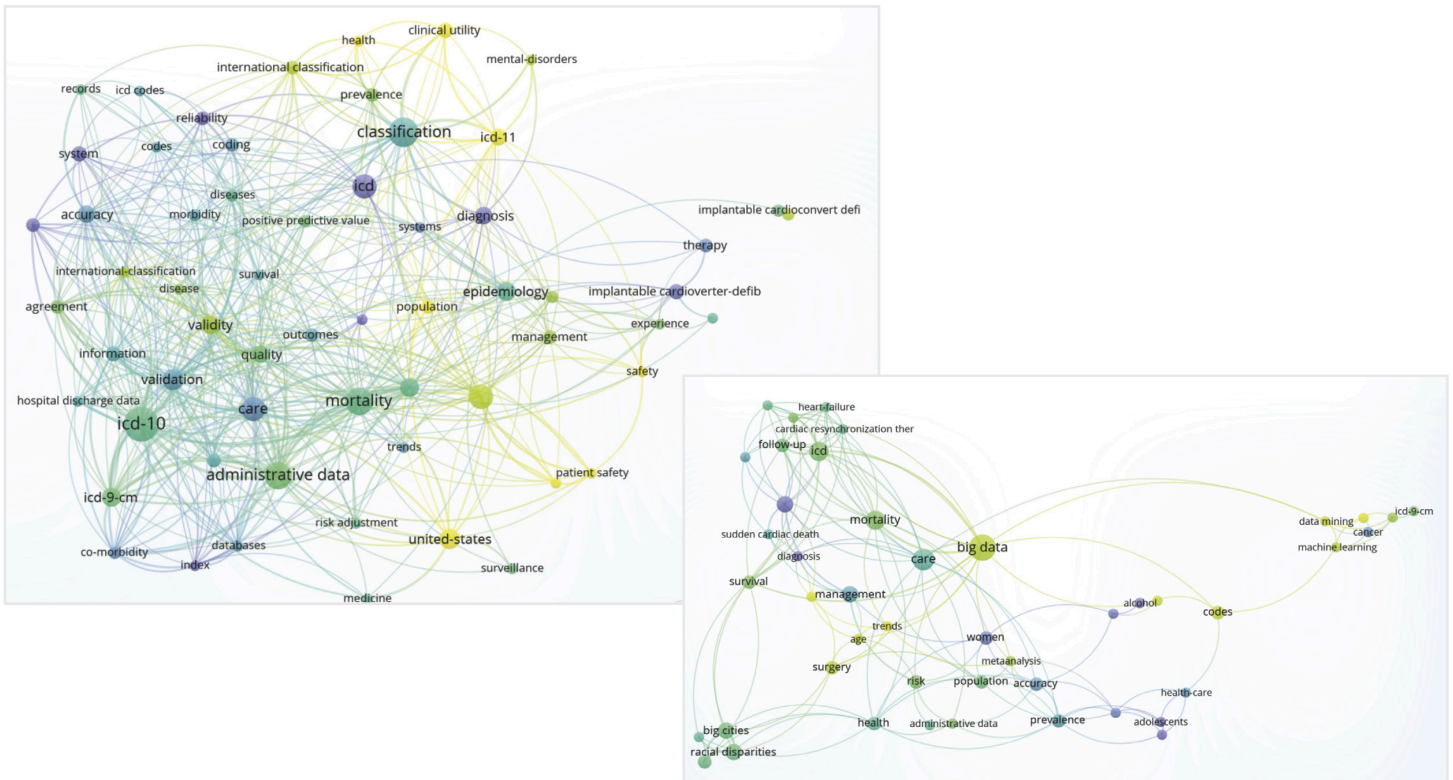 clinical utility
health
mental-disorders
international classification
records
icd codes
prevalence
reliability
classification
icd-11
system
codes
coding
icd
diseases
accuracy
morbidity
positive predictive value
systems
diagnosis
implantable cardioconvert defi
therapy
international-classification
survival
disease
epidemiology
implantable cardioverter-defib
agreement
population
validity
outcomes
management
experience
information
quality
safety
validation
hospital discharge data
care
mortality
icd-10
trends
administrative data
patient safety
icd-9-cm
risk adjustment
united-states
co-morbidity
databases
index
surveillance
medicine
heart-failure
cardiac resynchronization ther
follow-up
icd
mortality
icd-9-cm
data mining
cancer
sudden cardiac death
big data
machine learning
diagnosis
care
survival
management
alcohol
codes
trends
age
women
surgery
metaanalysis
risk
population
accuracy
health-care
big cities
health
administrative data
prevalence
adolescents
racial disparities